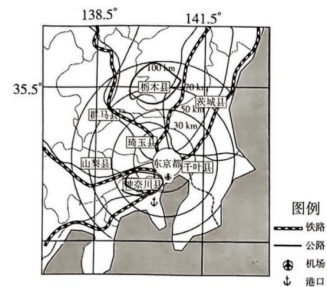 138.5° 141.5°
35.5°
100 km
栃木县
70 km
茨城县
群马县
50 km
30 km
琦玉县
山梨县
东京都
千叶县
神奈川县
图例
铁路
公路
机场
港口